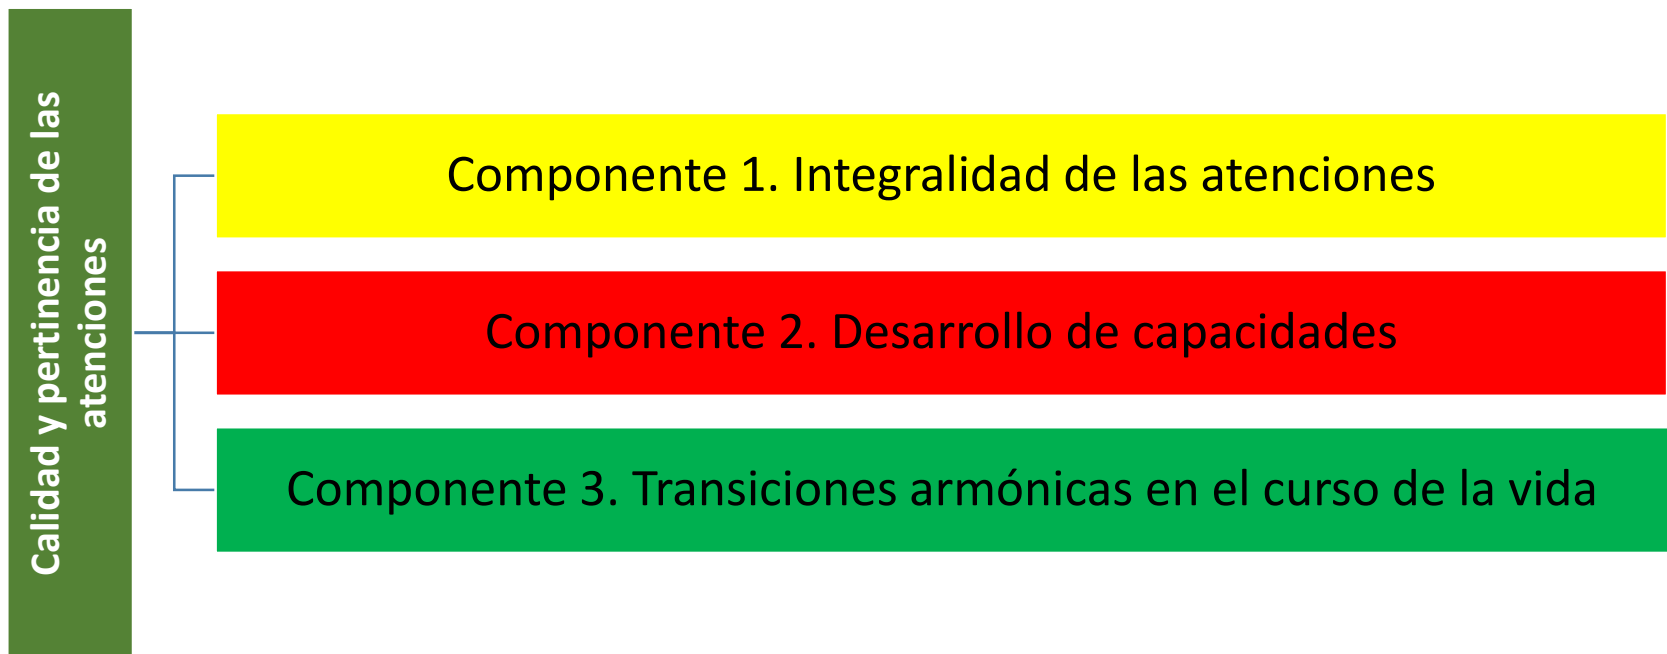 Calidad y pertinencia de las
atenciones
Componente 1. Integralidad de las atenciones
Componente 2. Desarrollo de capacidades
Componente 3. Transiciones armónicas en el curso de la vida